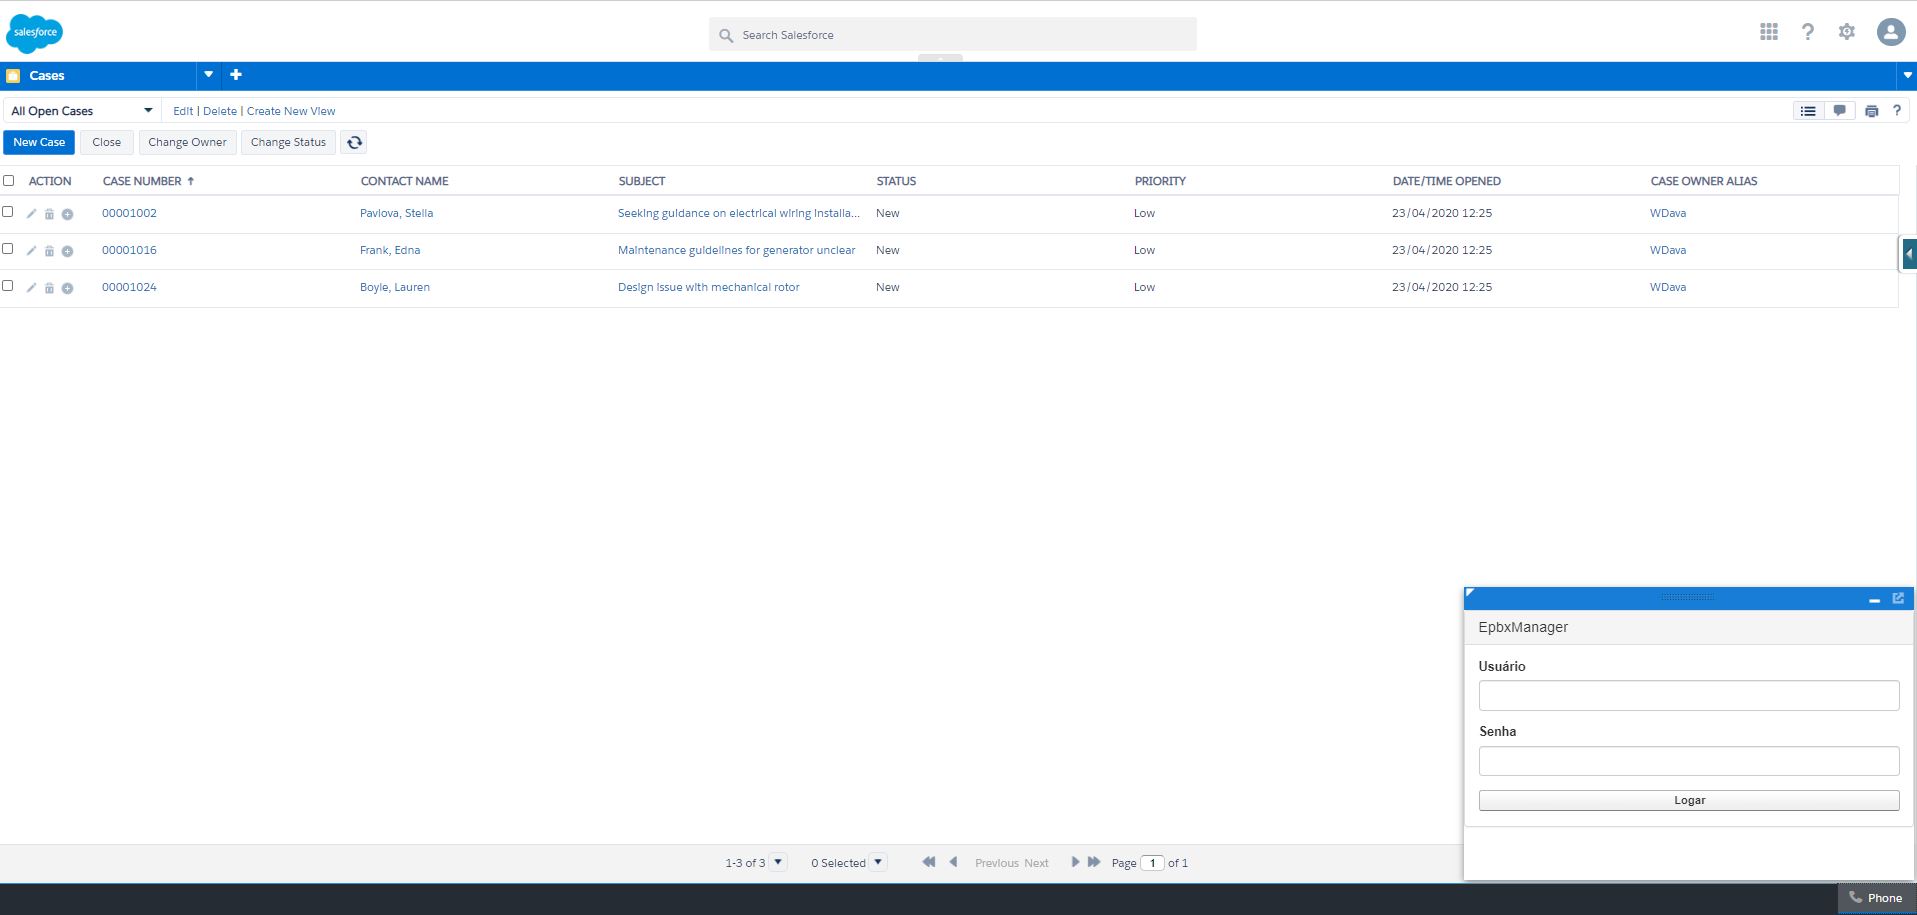 salesforce
Search Salesforce
Cases
All Open Cases Edit | Delete | Create New View
New Case Close Change Owner Change Status
ACTION CASE NUMBER CONTACT NAME SUBJECT STATUS PRIORITY DATE/TIME OPENED CASE OWNER ALIAS
00001002 Pavlova, Stella Seeking guidance on electrical wiring installa... New Low 23/04/2020 12:25 WDava
00001016 Frank, Edna Maintenance guidelines for generator unclear New Low 23/04/2020 12:25 WDava
00001024 Boyle, Lauren Design issue with mechanical rotor New Low 23/04/2020 12:25 WDava
EpbxManager
Usuário
Senha
Logar
1-3 of 3 0 Selected Previous Next Page 1 of 1
Phone